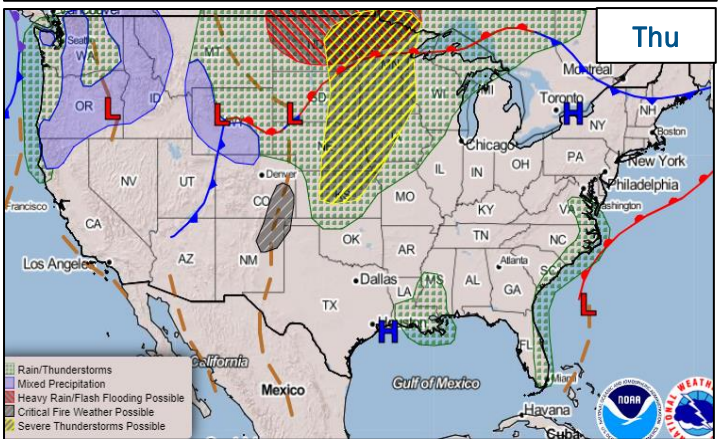 Thu
Vancouver
Seattle
WA
MT
ND
MN
Montréal
OR
ID
SD
WI
MI
Toronto
NH
L
L
L
WY
H
NY
Boston
IA
Chicago
NE
PA
New York
NV
UT
Denver
CO
IL
IN
OH
Philadelphia
KS
MO
Washington
Francisco
CA
KY
VA
Los Angeles
AZ
NM
OK
AR
TN
NC
Atlanta
SC
Dallas
MS
AL
GA
TX
LA
L
Houston
H
FL
Rain/Thunderstorms
Mixed Precipitation
Heavy Rain/Flash Flooding Possible
Critical Fire Weather Possible
Severe Thunderstorms Possible
California
Mexico
Gulf of Mexico
Miami
Havana
Cuba
NOAA
NATIONAL WEATHER